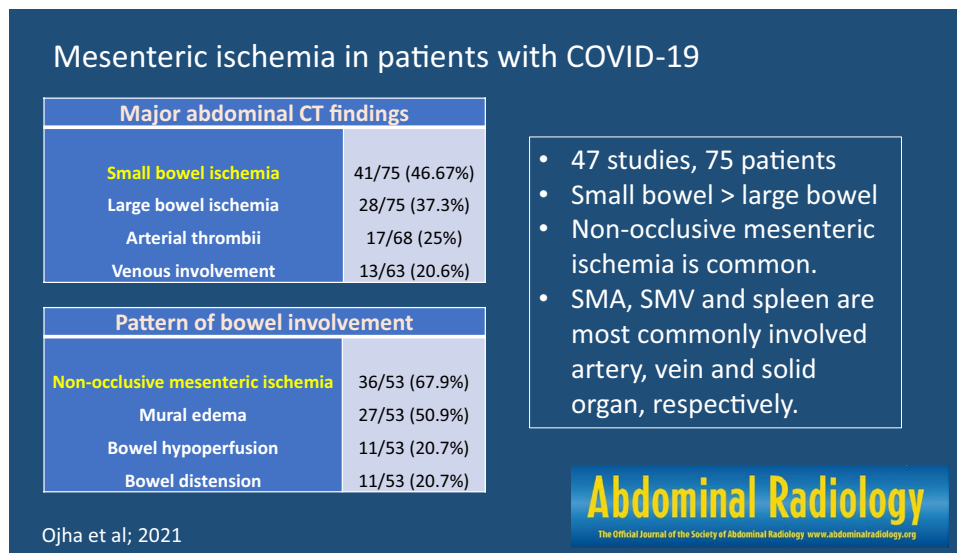 Mesenteric ischemia in patients with COVID-19
Major abdominal CT findings
Small bowel ischemia 41/75 (46.67%)
Large bowel ischemia 28/75 (37.3%)
Arterial thrombii 17/68 (25%)
Venous involvement 13/63 (20.6%)
Pattern of bowel involvement
Non-occlusive mesenteric ischemia 36/53 (67.9%)
Mural edema 27/53 (50.9%)
Bowel hypoperfusion 11/53 (20.7%)
Bowel distension 11/53 (20.7%)
• 47 studies, 75 patients
• Small bowel > large bowel
• Non-occlusive mesenteric
ischemia is common.
• SMA, SMV and spleen are
most commonly involved
artery, vein and solid
organ, respectively.
Ojha et al; 2021
Abdominal Radiology
The Official Journal of the Society of Abdominal Radiology www.abdominalradiology.org